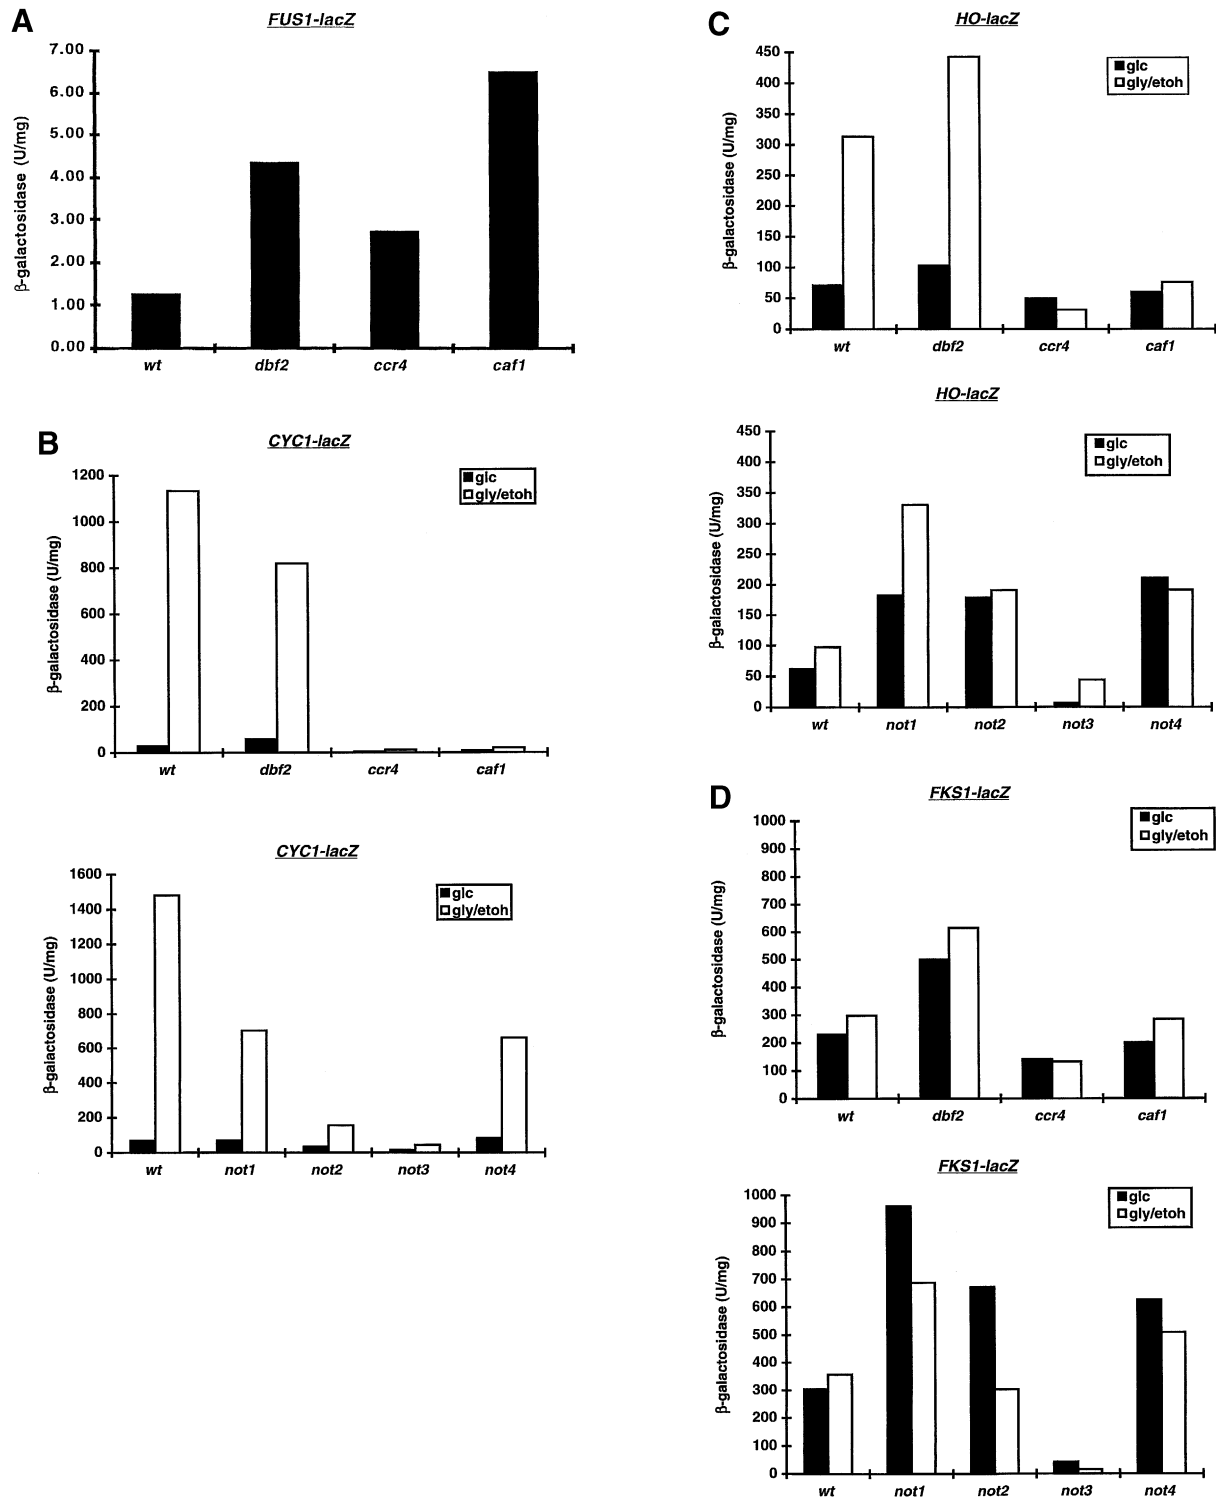 A
FUS1-lacZ
7.00
6.00
5.00
4.00
3.00
2.00
1.00
0.00
β-galactosidase (U/mg)
wt dbf2 ccr4 caf1
B
CYC1-lacZ
glc
gly/etoh
1200
1000
800
600
400
200
0
β-galactosidase (U/mg)
wt dbf2 ccr4 caf1
CYC1-lacZ
glc
gly/etoh
1600
1400
1200
1000
800
600
400
200
0
β-galactosidase (U/mg)
wt not1 not2 not3 not4
C
HO-lacZ
glc
gly/etoh
450
400
350
300
250
200
150
100
50
0
β-galactosidase (U/mg)
wt dbf2 ccr4 caf1
HO-lacZ
glc
gly/etoh
450
400
350
300
250
200
150
100
50
0
β-galactosidase (U/mg)
wt not1 not2 not3 not4
D
FKS1-lacZ
glc
gly/etoh
1000
900
800
700
600
500
400
300
200
100
0
β-galactosidase (U/mg)
wt dbf2 ccr4 caf1
FKS1-lacZ
glc
gly/etoh
1000
900
800
700
600
500
400
300
200
100
0
β-galactosidase (U/mg)
wt not1 not2 not3 not4